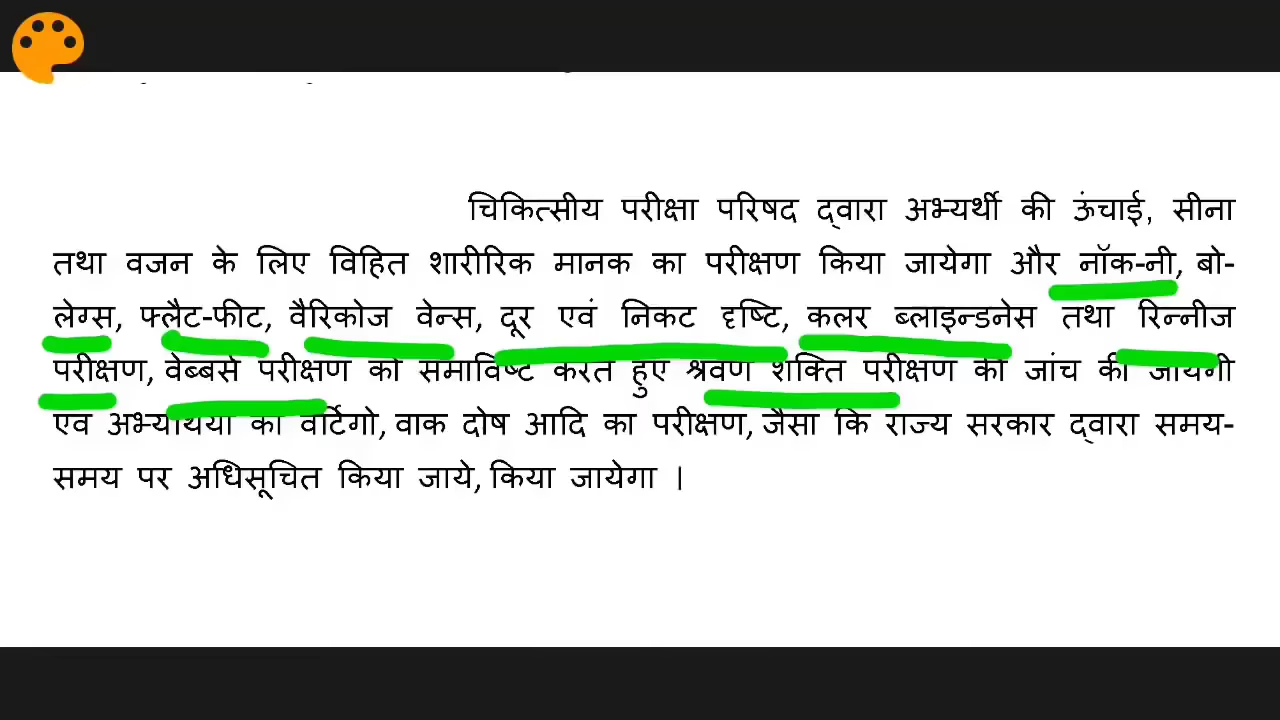 चिकित्सीय परीक्षा परिषद द्वारा अभ्यर्थी की ऊंचाई, सीना
तथा वजन के लिए विहित शारीरिक मानक का परीक्षण किया जायेगा और नॉक-नी, बो-
लेग्स, फ्लैट-फीट, वैरिकोज वेन्स, दूर एवं निकट दृष्टि, कलर ब्लाइन्डनेस तथा रिन्नीज
परीक्षण, वेब्बर्स परीक्षण को समाविष्ट करते हुए श्रवण शक्ति परीक्षण की जांच की जायेगी
एवं अभ्यर्थियों का वर्टिगो, वाक दोष आदि का परीक्षण, जैसा कि राज्य सरकार द्वारा समय-
समय पर अधिसूचित किया जाये, किया जायेगा ।